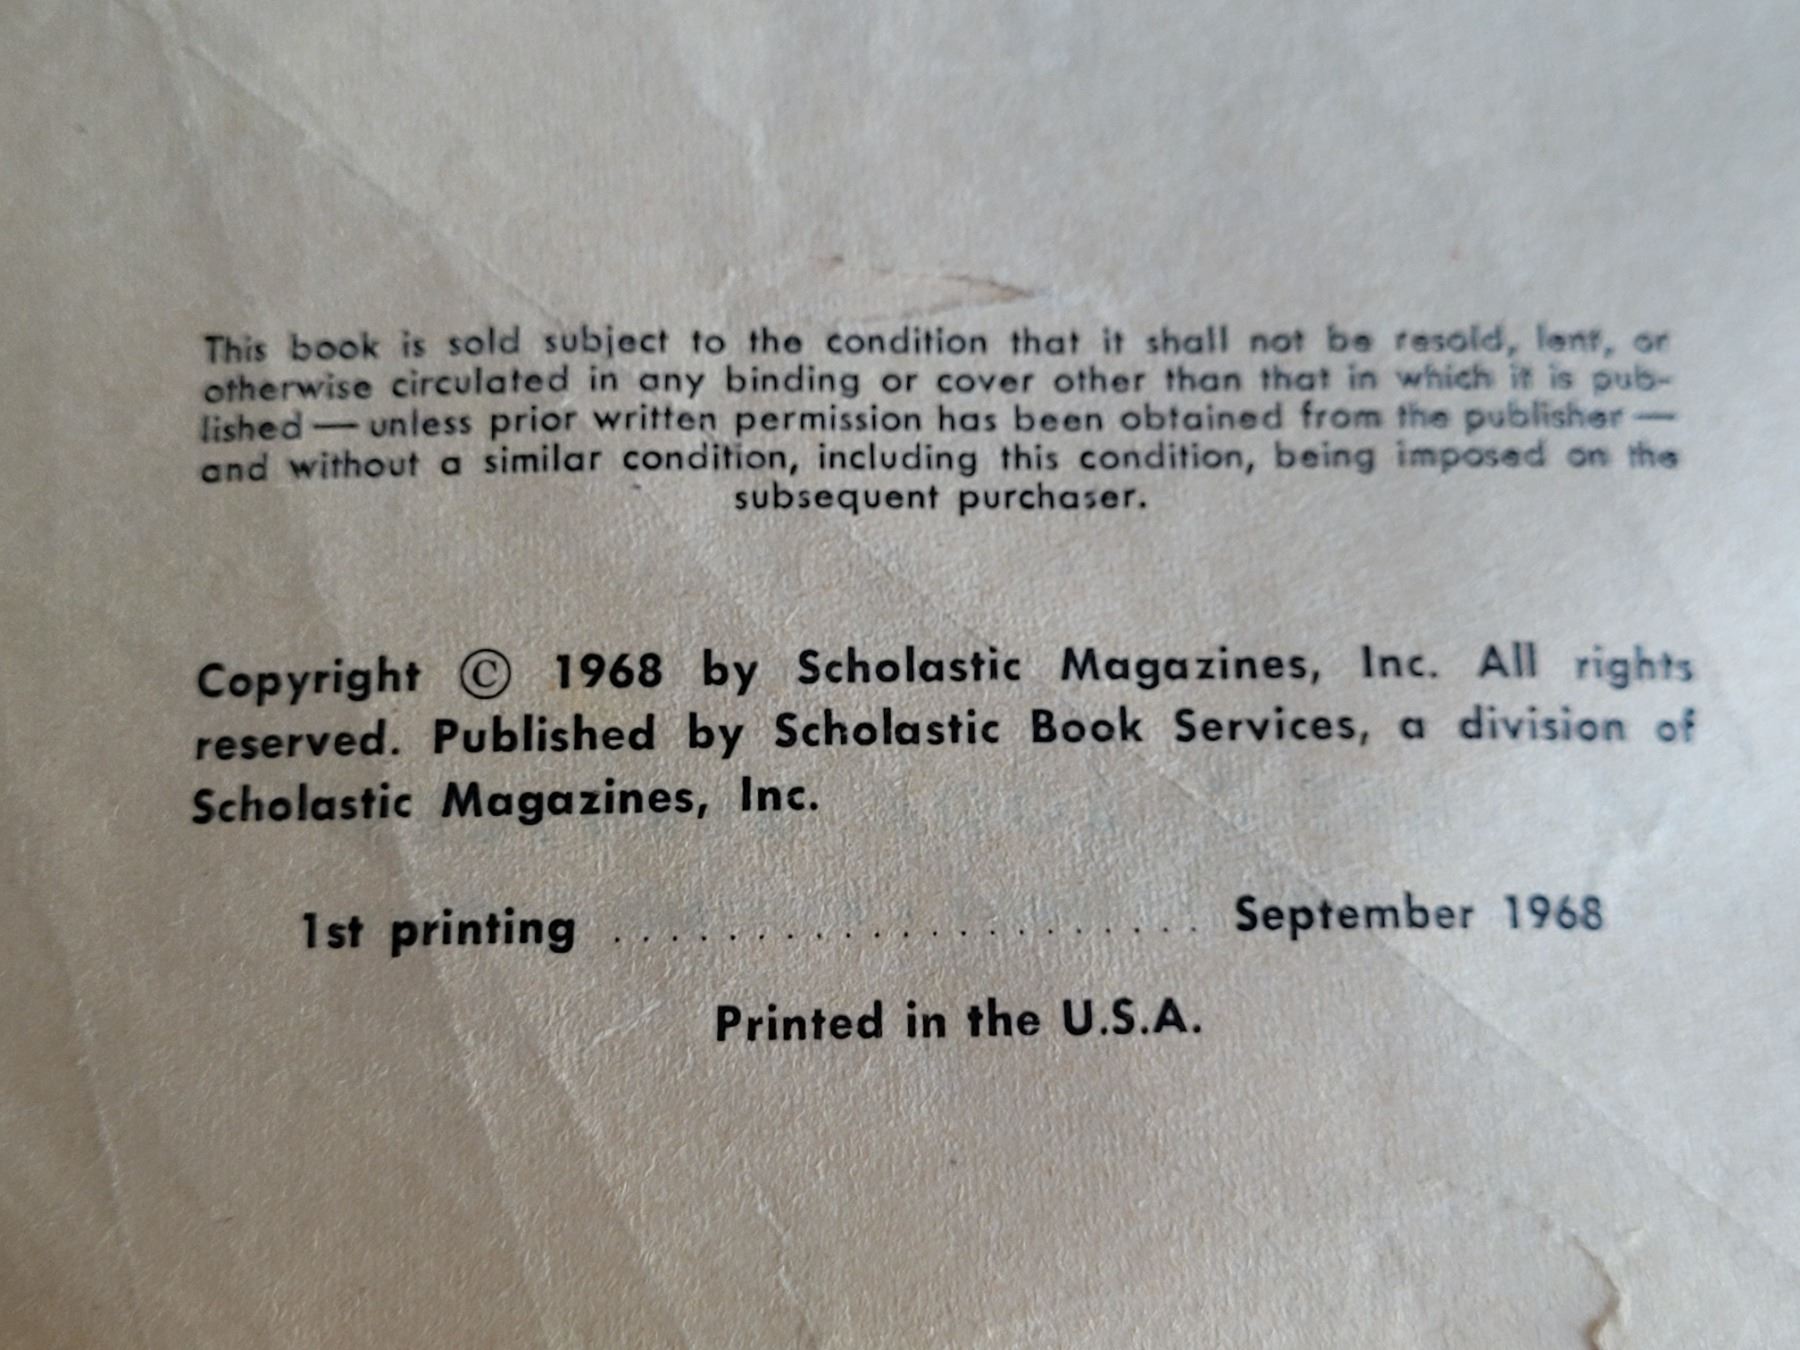 This book is sold subject to the condition that it shall not be resold, lent, or
otherwise circulated in any binding or cover other than that in which it is pub-
lished — unless prior written permission has been obtained from the publisher —
and without a similar condition, including this condition, being imposed on the
subsequent purchaser.
Copyright © 1968 by Scholastic Magazines, Inc. All rights
reserved. Published by Scholastic Book Services, a division of
Scholastic Magazines, Inc.
1st printing . . . . . . . . . . . . . . . . . . . . . September 1968
Printed in the U.S.A.